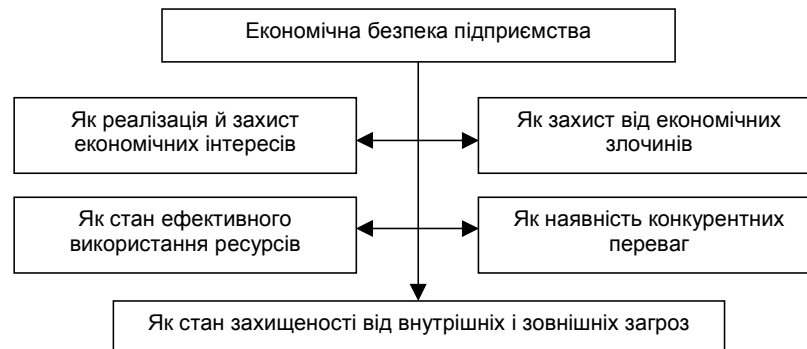 Економічна безпека підприємства
Як реалізація й захист
економічних інтересів
Як захист від економічних
злочинів
Як стан ефективного
використання ресурсів
Як наявність конкурентних
переваг
Як стан захищеності від внутрішніх і зовнішніх загроз